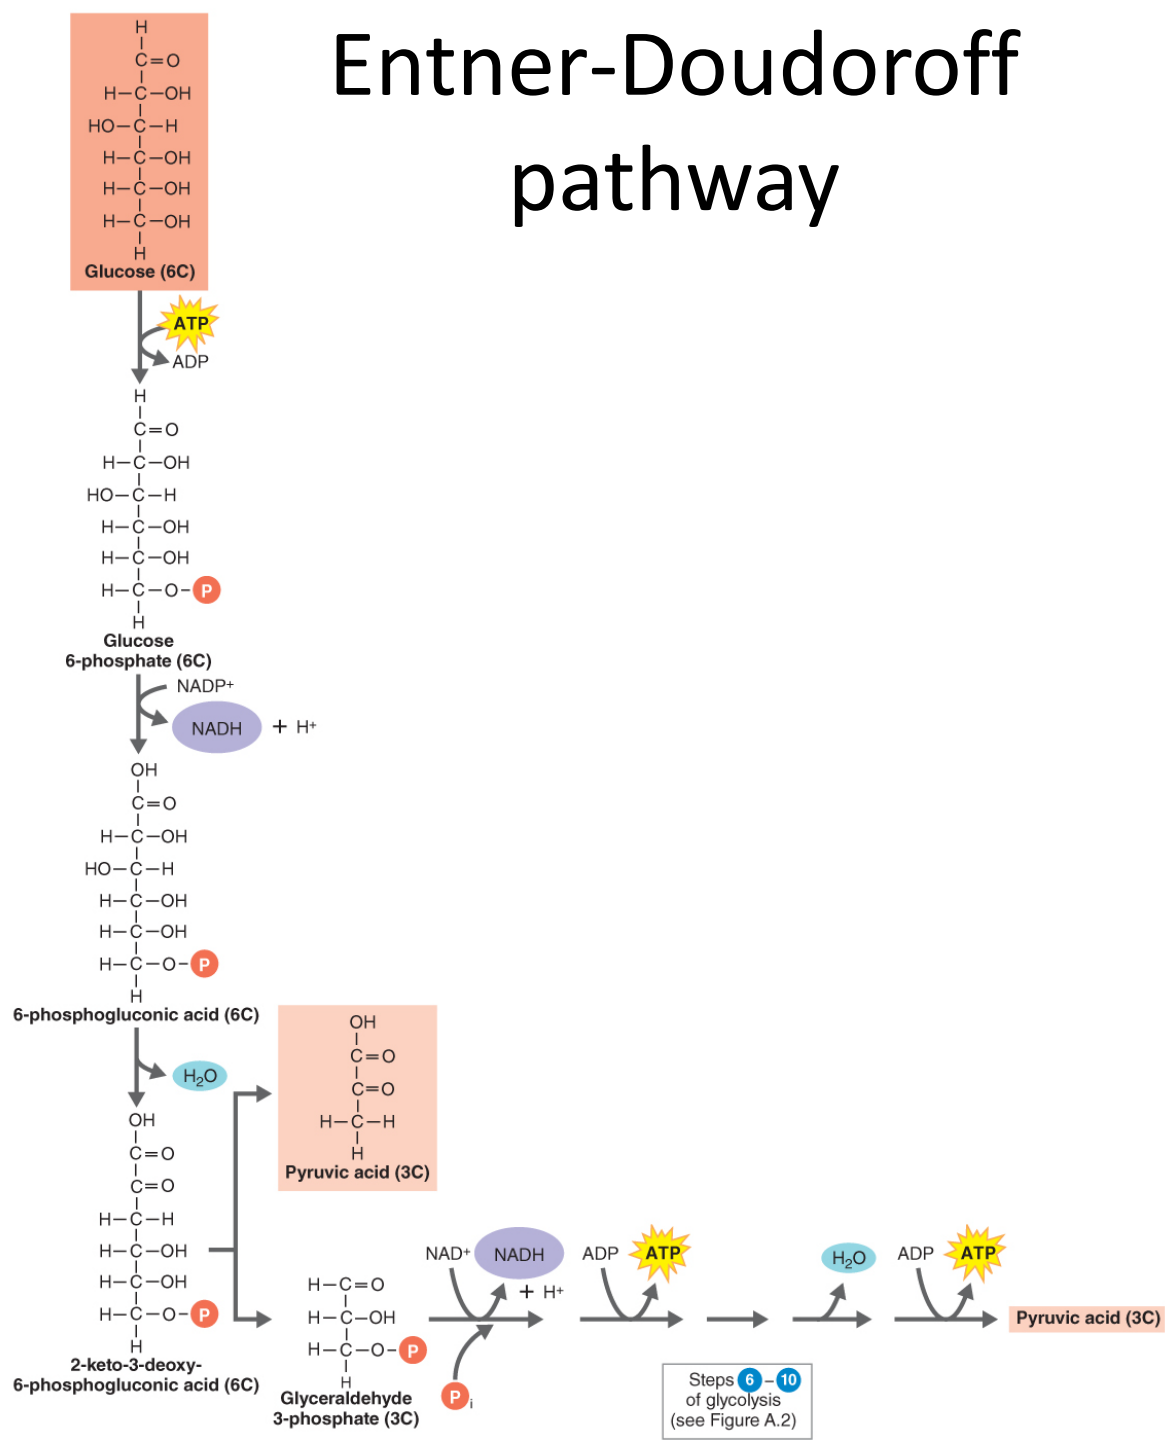 Entner-Doudoroff
pathway
H
C=O
H–C–OH
HO–C–H
H–C–OH
H–C–OH
H–C–OH
H
Glucose (6C)
ATP
ADP
H
C=O
H–C–OH
HO–C–H
H–C–OH
H–C–OH
H–C–O–P
H
Glucose
6-phosphate (6C)
NADP+
NADH + H+
OH
C=O
H–C–OH
HO–C–H
H–C–OH
H–C–OH
H–C–O–P
H
6-phosphogluconic acid (6C)
H2O
OH
C=O
C=O
H–C–H
H–C–OH
H–C–OH
H–C–O–P
H
2-keto-3-deoxy-
6-phosphogluconic acid (6C)
OH
C=O
C=O
H–C–H
H
Pyruvic acid (3C)
H–C=O
H–C–OH
H–C–O–P
H
Glyceraldehyde
3-phosphate (3C)
NAD+ NADH
+ H+
Pi
ADP ATP
H2O
ADP ATP
Pyruvic acid (3C)
Steps 6–10
of glycolysis
(see Figure A.2)